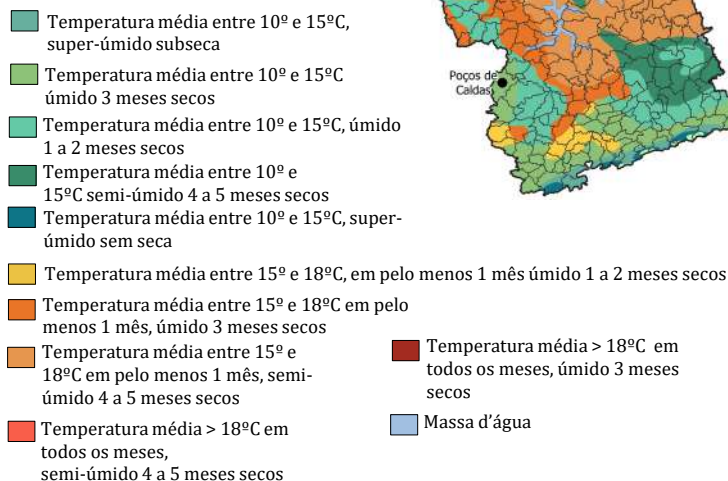 Temperatura média entre 10º e 15ºC,
super-úmido subseca
Temperatura média entre 10º e 15ºC
úmido 3 meses secos
Temperatura média entre 10º e 15ºC, úmido
1 a 2 meses secos
Temperatura média entre 10º e
15ºC semi-úmido 4 a 5 meses secos
Temperatura média entre 10º e 15ºC, super-
úmido sem seca
Temperatura média entre 15º e 18ºC, em pelo menos 1 mês úmido 1 a 2 meses secos
Temperatura média entre 15º e 18ºC em pelo
menos 1 mês, úmido 3 meses secos
Temperatura média entre 15º e
18ºC em pelo menos 1 mês, semi-
úmido 4 a 5 meses secos
Temperatura média > 18ºC em
todos os meses,
semi-úmido 4 a 5 meses secos
Temperatura média > 18ºC em
todos os meses, úmido 3 meses
secos
Massa d'água
Poços de
Caldas